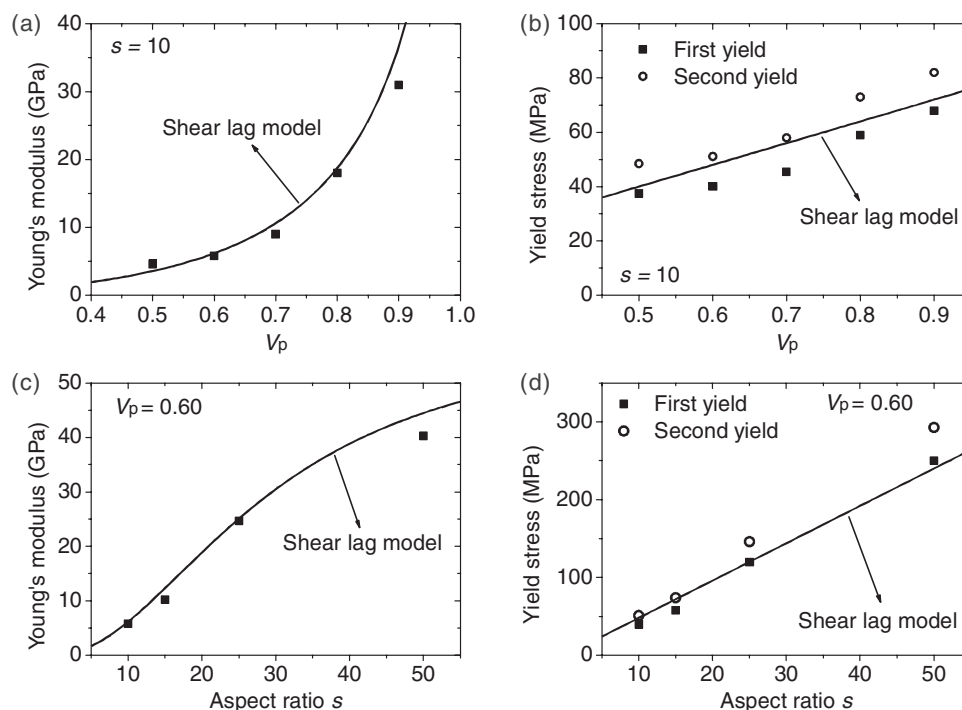 (a)
s = 10
Shear lag model
Young's modulus (GPa)
40
30
20
10
0
0.4 0.5 0.6 0.7 0.8 0.9 1.0
Vp
(b)
First yield
Second yield
Shear lag model
s = 10
Yield stress (MPa)
100
80
60
40
20
0
0.5 0.6 0.7 0.8 0.9
Vp
(c)
Vp = 0.60
Shear lag model
Young's modulus (GPa)
50
40
30
20
10
0
10 20 30 40 50
Aspect ratio s
(d)
First yield
Second yield
Vp = 0.60
Shear lag model
Yield stress (MPa)
300
200
100
0
10 20 30 40 50
Aspect ratio s